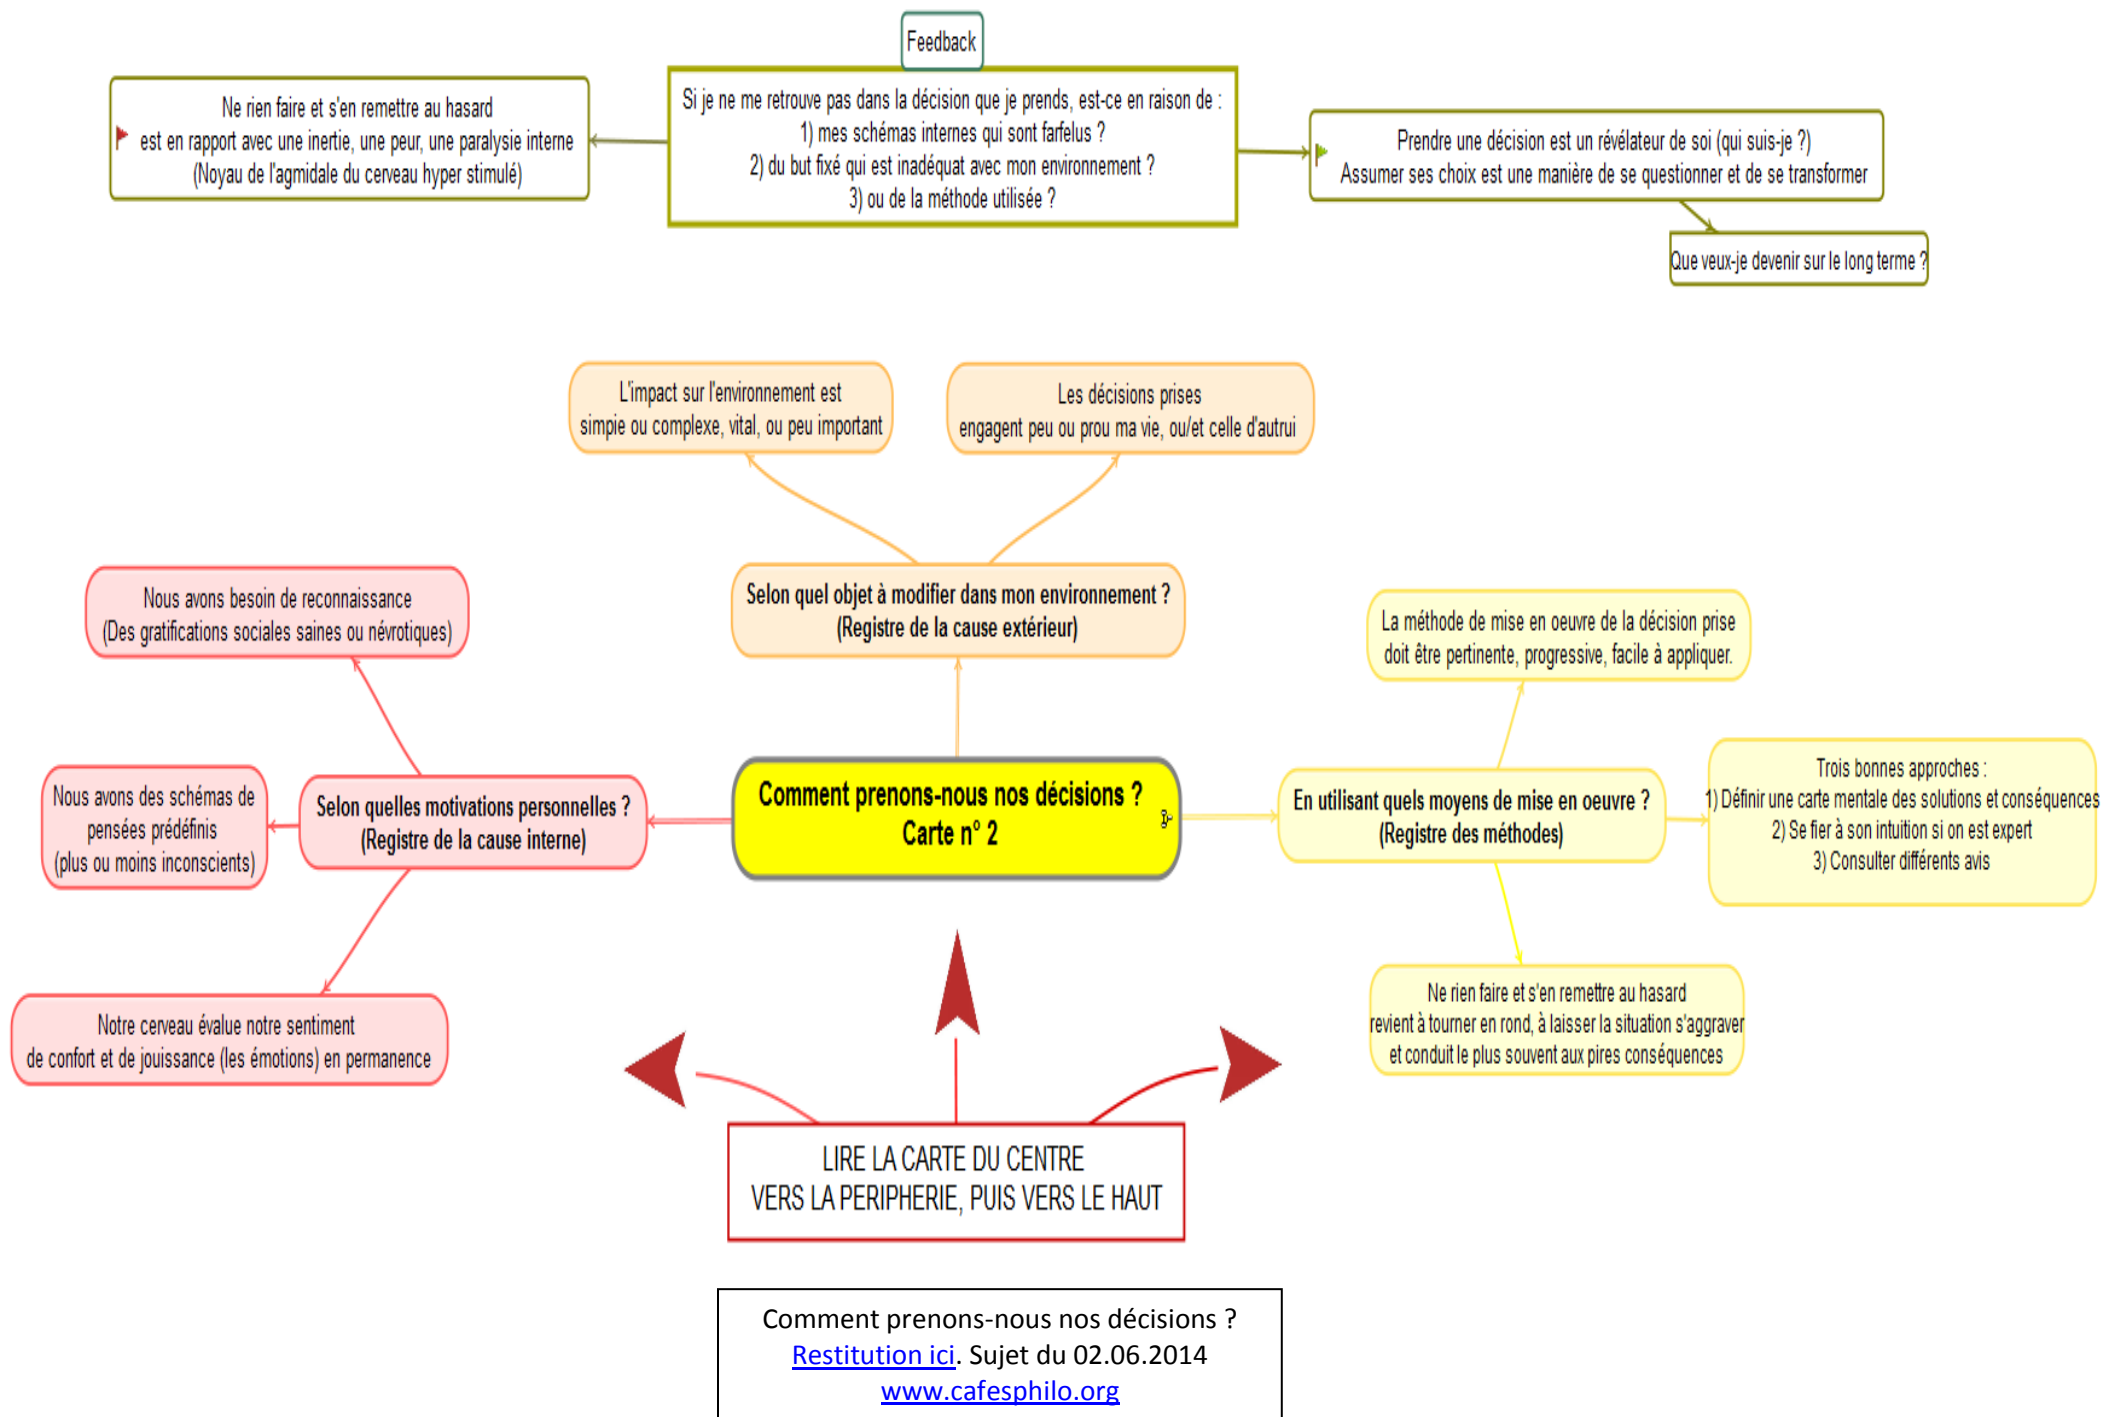 Feedback
Ne rien faire et s'en remettre au hasard
est en rapport avec une inertie, une peur, une paralysie interne
(Noyau de l'agmidale du cerveau hyper stimulé)
Si je ne me retrouve pas dans la décision que je prends, est-ce en raison de :
1) mes schémas internes qui sont farfelus ?
2) du but fixé qui est inadéquat avec mon environnement ?
3) ou de la méthode utilisée ?
Prendre une décision est un révélateur de soi (qui suis-je ?)
Assumer ses choix est une manière de se questionner et de se transformer
Que veux-je devenir sur le long terme ?
L'impact sur l'environnement est
simple ou complexe, vital, ou peu important
Les décisions prises
engagent peu ou prou ma vie, ou/et celle d'autrui
Selon quel objet à modifier dans mon environnement ?
(Registre de la cause extérieur)
Nous avons besoin de reconnaissance
(Des gratifications sociales saines ou névrotiques)
Nous avons des schémas de
pensées prédéfinis
(plus ou moins inconscients)
Selon quelles motivations personnelles ?
(Registre de la cause interne)
Notre cerveau évalue notre sentiment
de confort et de jouissance (les émotions) en permanence
Comment prenons-nous nos décisions ?
Carte n° 2
En utilisant quels moyens de mise en oeuvre ?
(Registre des méthodes)
La méthode de mise en oeuvre de la décision prise
doit être pertinente, progressive, facile à appliquer.
Trois bonnes approches :
1) Définir une carte mentale des solutions et conséquences
2) Se fier à son intuition si on est expert
3) Consulter différents avis
Ne rien faire et s'en remettre au hasard
revient à tourner en rond, à laisser la situation s'aggraver
et conduit le plus souvent aux pires conséquences
LIRE LA CARTE DU CENTRE
VERS LA PERIPHERIE, PUIS VERS LE HAUT
Comment prenons-nous nos décisions ?
Restitution ici. Sujet du 02.06.2014
www.cafesphilo.org